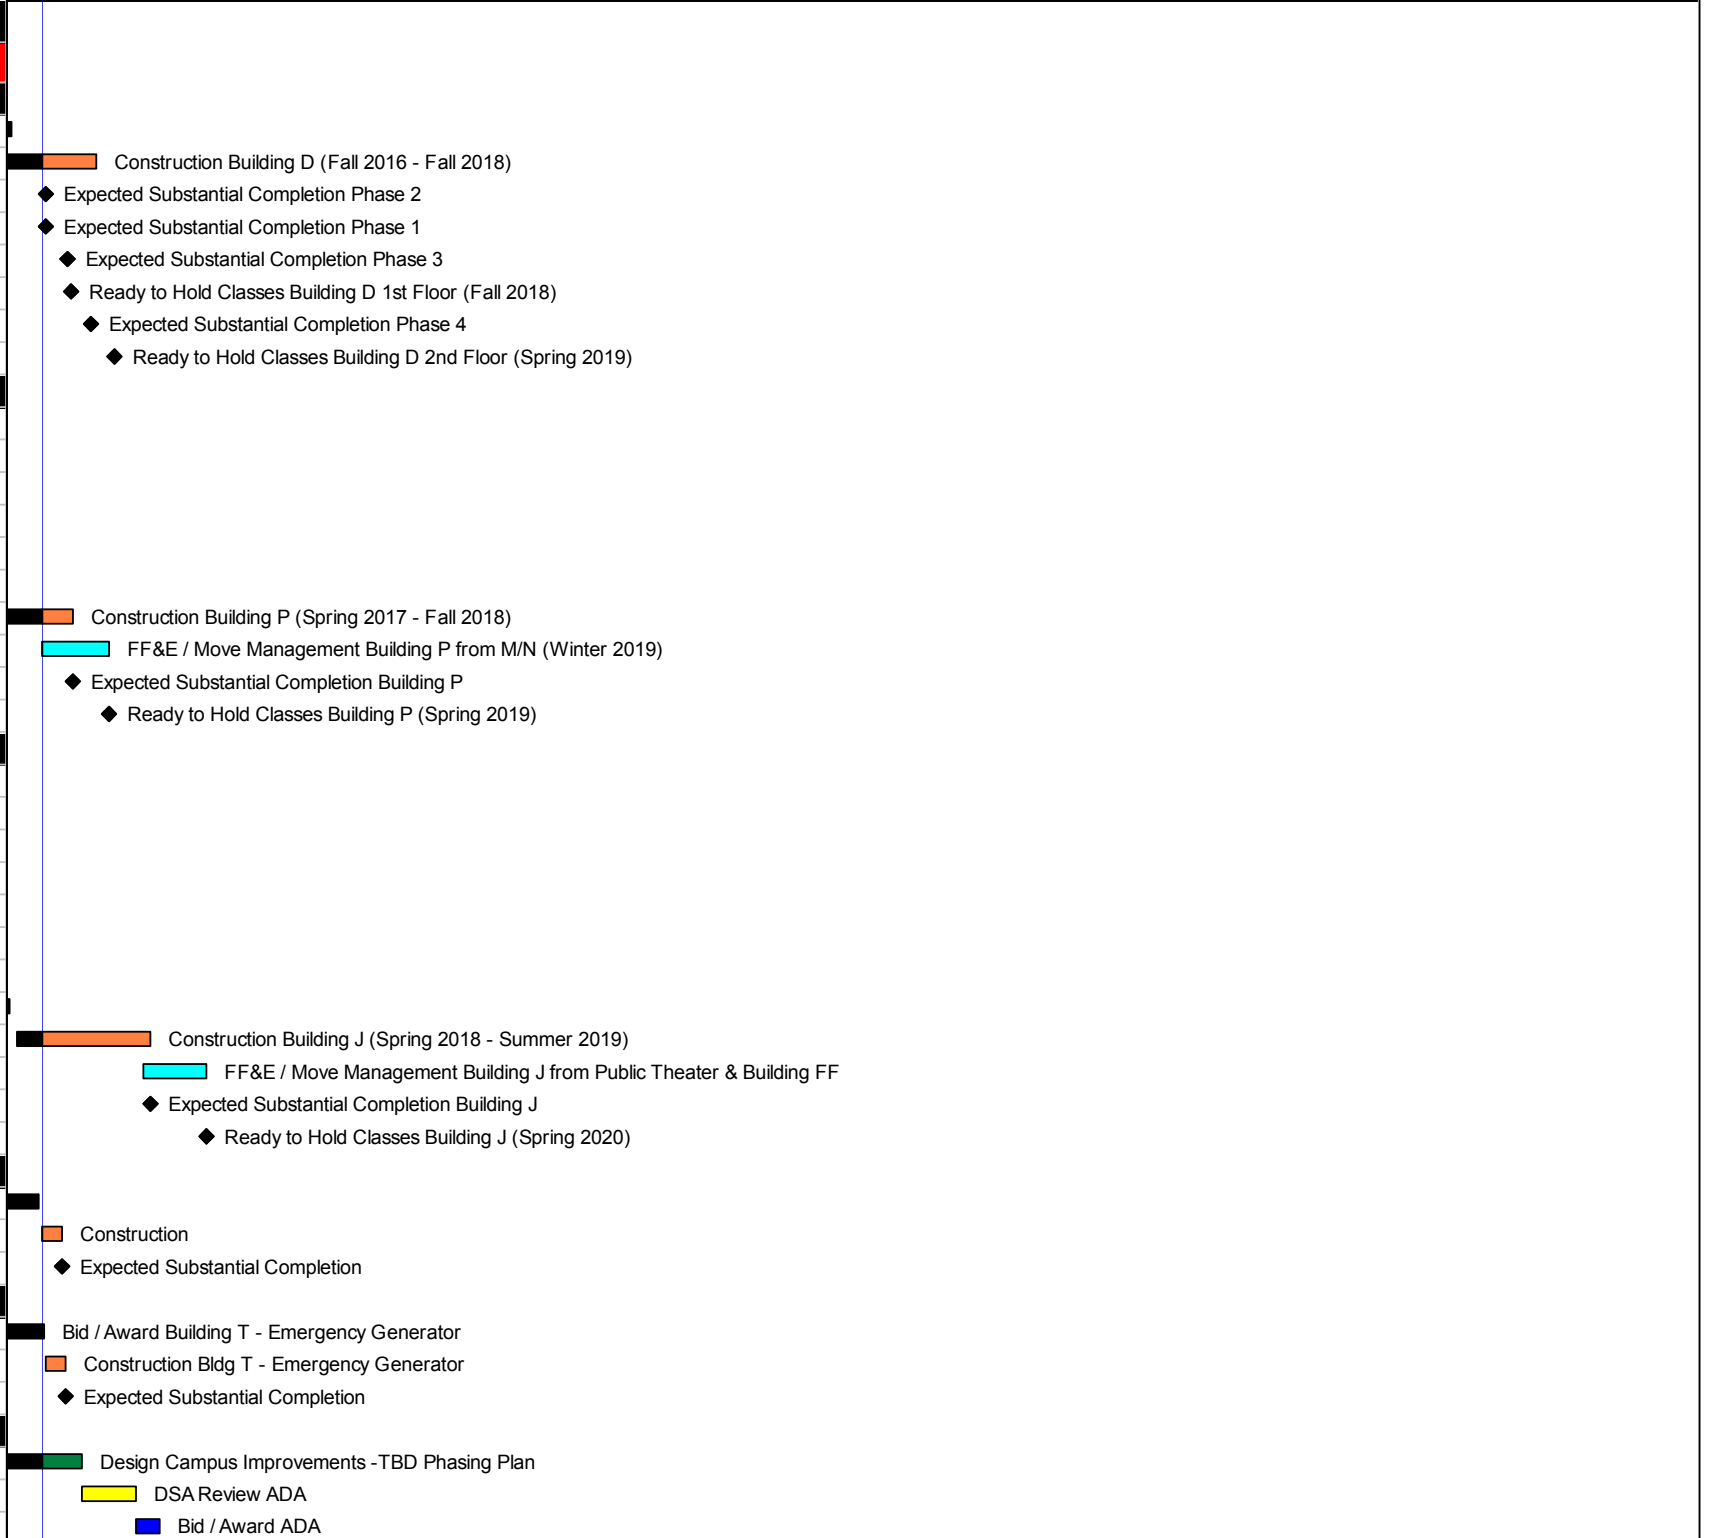 Construction Building D (Fall 2016 - Fall 2018)
Expected Substantial Completion Phase 2
Expected Substantial Completion Phase 1
Expected Substantial Completion Phase 3
Ready to Hold Classes Building D 1st Floor (Fall 2018)
Expected Substantial Completion Phase 4
Ready to Hold Classes Building D 2nd Floor (Spring 2019)
Construction Building P (Spring 2017 - Fall 2018)
FF&E / Move Management Building P from M/N (Winter 2019)
Expected Substantial Completion Building P
Ready to Hold Classes Building P (Spring 2019)
Construction Building J (Spring 2018 - Summer 2019)
FF&E / Move Management Building J from Public Theater & Building FF
Expected Substantial Completion Building J
Ready to Hold Classes Building J (Spring 2020)
Construction
Expected Substantial Completion
Bid / Award Building T - Emergency Generator
Construction Bldg T - Emergency Generator
Expected Substantial Completion
Design Campus Improvements -TBD Phasing Plan
DSA Review ADA
Bid / Award ADA